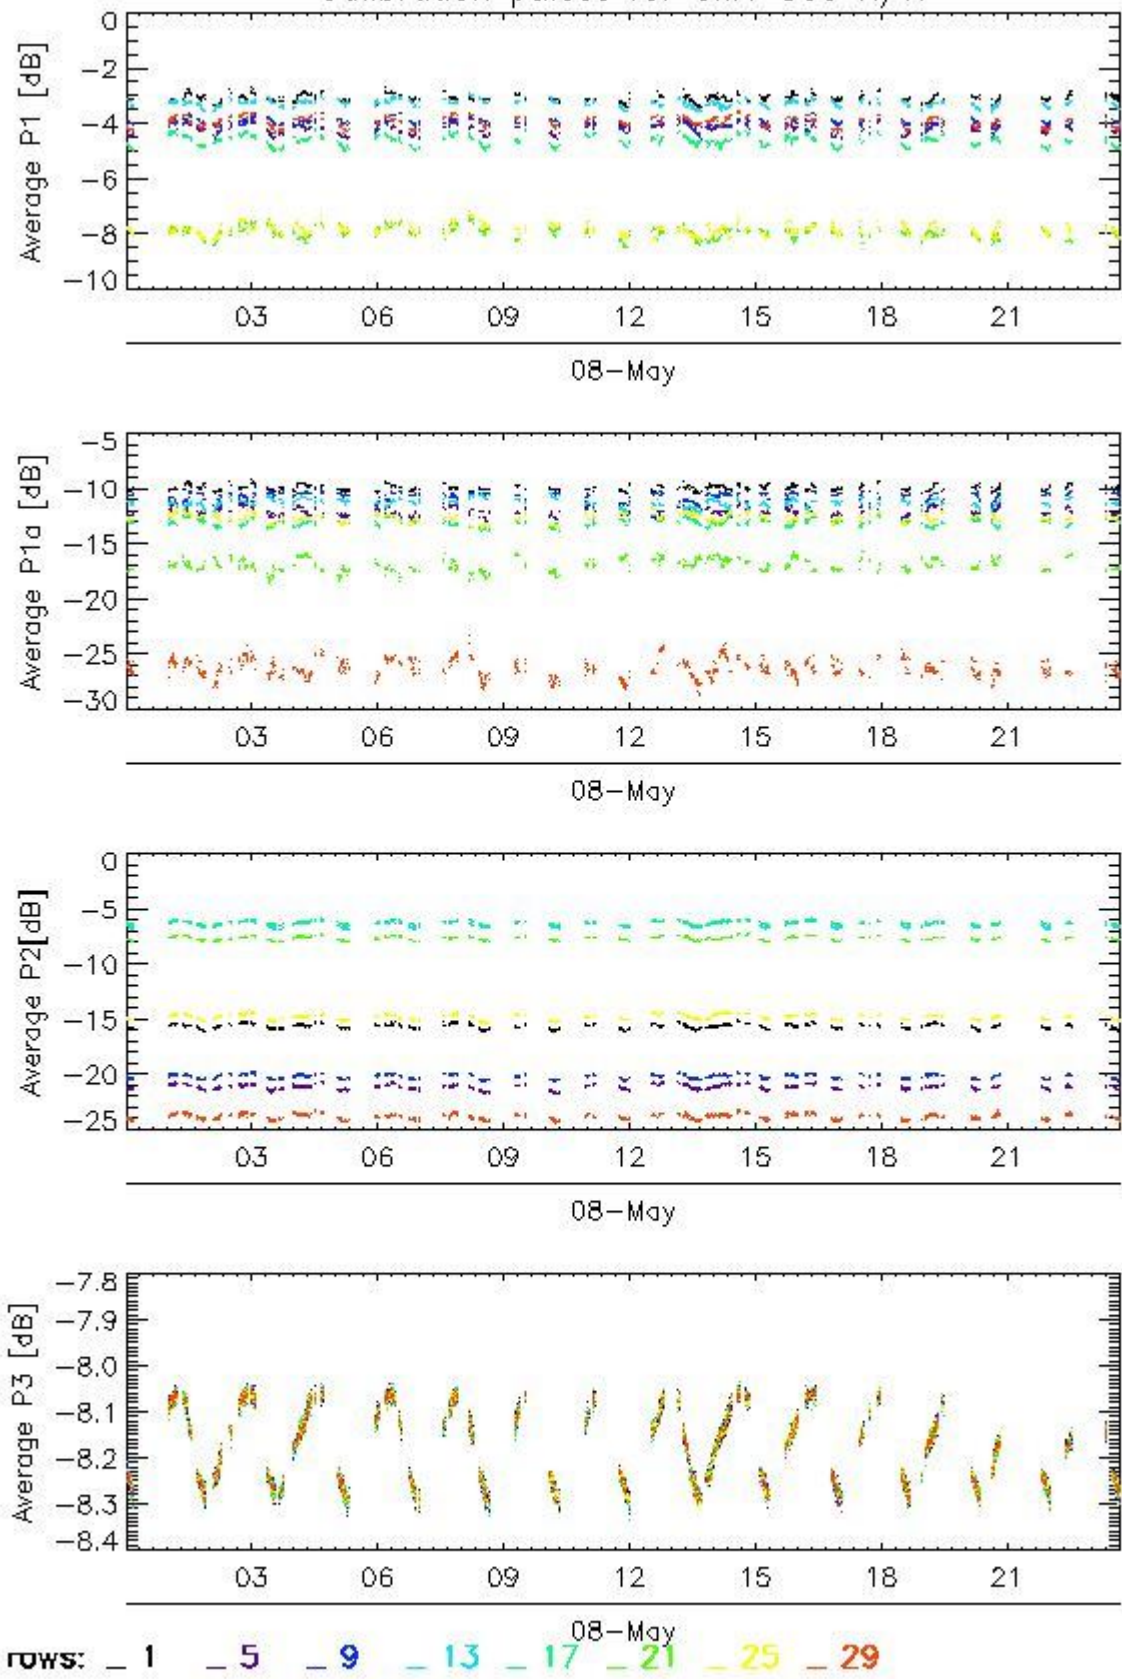 Average P1 [dB]
0
-2
-4
-6
-8
-10
03 06 09 12 15 18 21
08-May
Average P1a [dB]
-5
-10
-15
-20
-25
-30
03 06 09 12 15 18 21
08-May
Average P2[dB]
0
-5
-10
-15
-20
-25
03 06 09 12 15 18 21
08-May
Average P3 [dB]
-7.8
-7.9
-8.0
-8.1
-8.2
-8.3
-8.4
03 06 09 12 15 18 21
08-May
rows: _ 1 _ 5 _ 9 _ 13 _ 17 _ 21 _ 25 _ 29